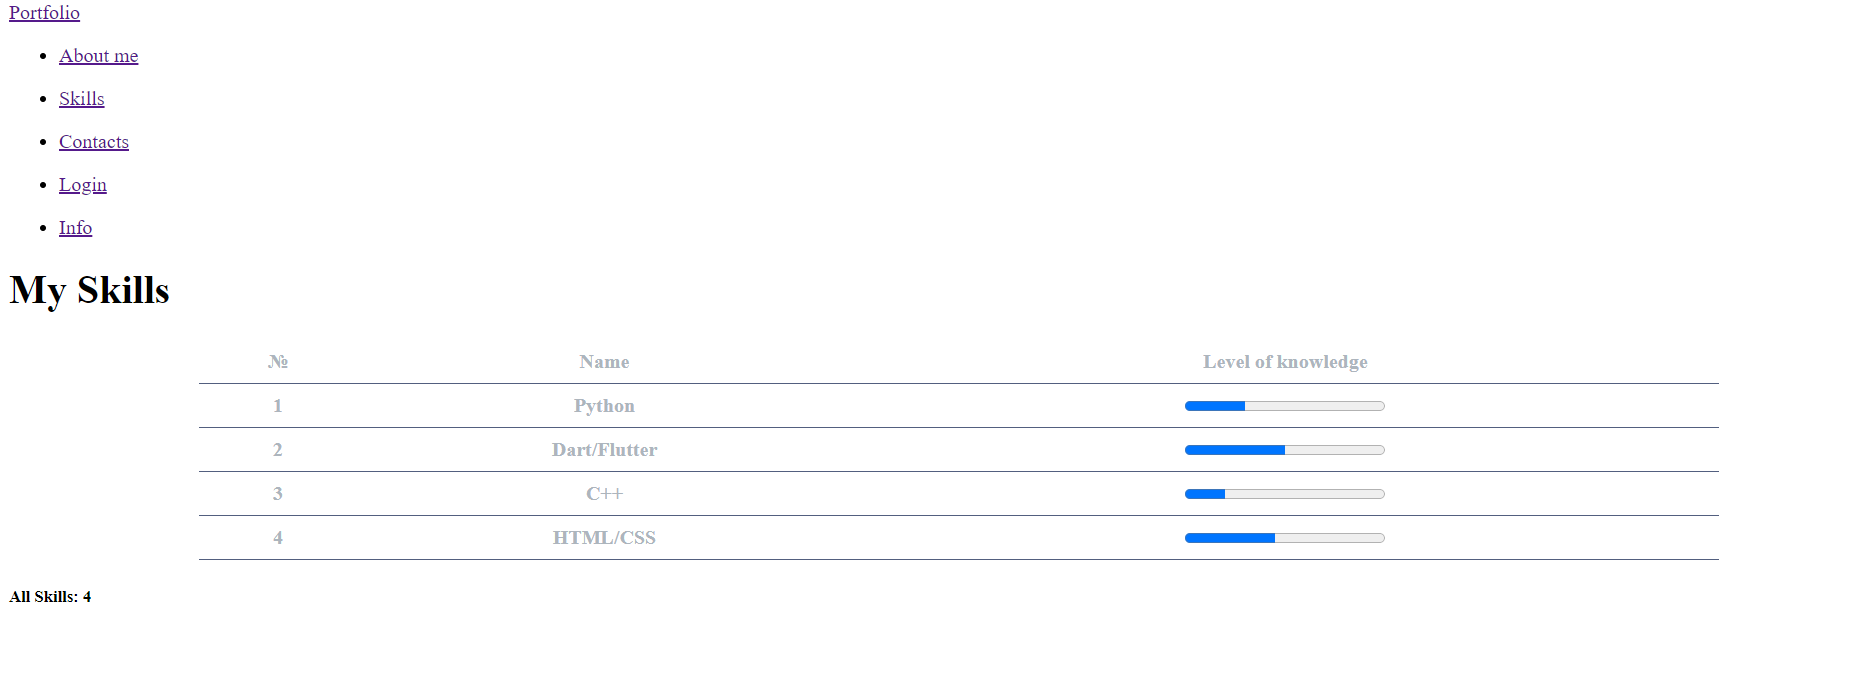 Portfolio
About me
Skills
Contacts
Login
Info
My Skills
№ Name Level of knowledge
1 Python
2 Dart/Flutter
3 C++
4 HTML/CSS
All Skills: 4